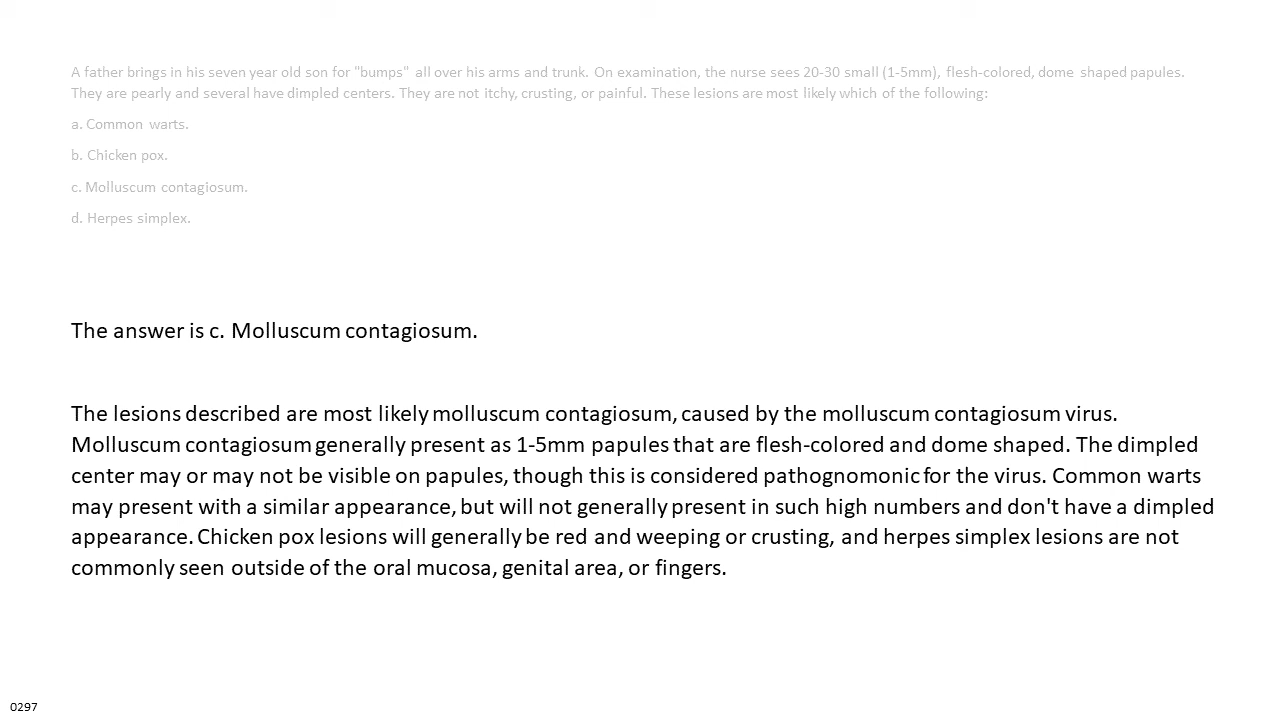 A father brings in his seven year old son for "bumps" all over his arms and trunk. On examination, the nurse sees 20-30 small (1-5mm), flesh-colored, dome shaped papules.
They are pearly and several have dimpled centers. They are not itchy, crusting, or painful. These lesions are most likely which of the following:
a. Common warts.
b. Chicken pox.
c. Molluscum contagiosum.
d. Herpes simplex.
The answer is c. Molluscum contagiosum.
The lesions described are most likely molluscum contagiosum, caused by the molluscum contagiosum virus.
Molluscum contagiosum generally present as 1-5mm papules that are flesh-colored and dome shaped. The dimpled
center may or may not be visible on papules, though this is considered pathognomonic for the virus. Common warts
may present with a similar appearance, but will not generally present in such high numbers and don't have a dimpled
appearance. Chicken pox lesions will generally be red and weeping or crusting, and herpes simplex lesions are not
commonly seen outside of the oral mucosa, genital area, or fingers.
0297